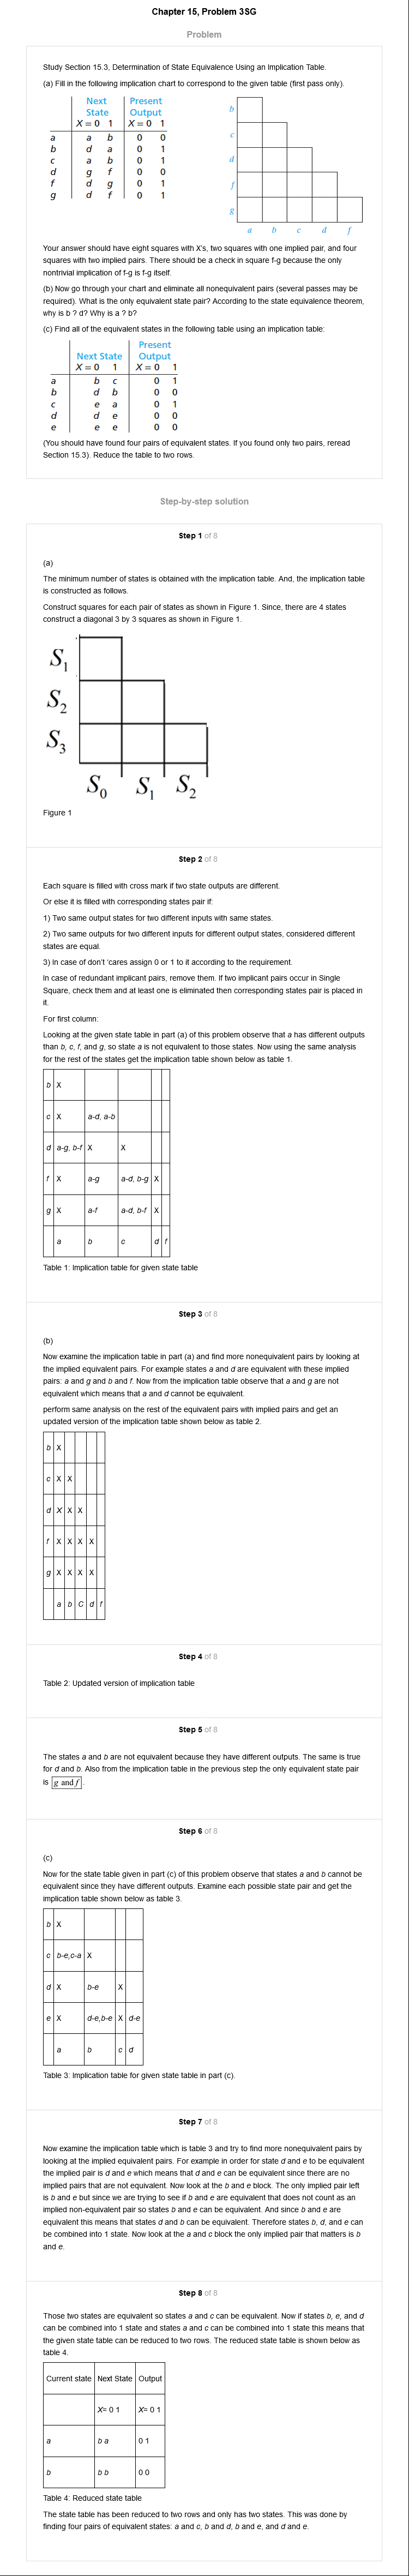 Chapter 15, Problem 3SG
Problem
Study Section 15.3, Determination of State Equivalence Using an Implication Table.
(a) Fill in the following implication chart to correspond to the given table (first pass only).
Next Present
State Output
X = 0 1 X = 0 1
a a b 0 0
b d a 0 1
c a b 0 1
d g f 0 0
f d g 0 1
g d f 0 1
b
c
d
f
g
a b c d f
Your answer should have eight squares with X's, two squares with one implied pair, and four
squares with two implied pairs. There should be a check in square f-g because the only
nontrivial implication of f-g is f-g itself.
(b) Now go through your chart and eliminate all nonequivalent pairs (several passes may be
required). What is the only equivalent state pair? According to the state equivalence theorem,
why is b ? d? Why is a ? b?
(c) Find all of the equivalent states in the following table using an implication table:
Present
Next State Output
X = 0 1 X = 0 1
a b c 0 1
b d b 0 0
c e a 0 1
d d e 0 0
e e e 0 0
(You should have found four pairs of equivalent states. If you found only two pairs, reread
Section 15.3). Reduce the table to two rows.
Step-by-step solution
Step 1 of 8
(a)
The minimum number of states is obtained with the implication table. And, the implication table
is constructed as follows.
Construct squares for each pair of states as shown in Figure 1. Since, there are 4 states
construct a diagonal 3 by 3 squares as shown in Figure 1.
S1
S2
S3
S0 S1 S2
Figure 1
Step 2 of 8
Each square is filled with cross mark if two state outputs are different.
Or else it is filled with corresponding states pair if:
1) Two same output states for two different inputs with same states.
2) Two same outputs for two different inputs for different output states, considered different
states are equal.
3) In case of don't 'cares assign 0 or 1 to it according to the requirement.
In case of redundant implicant pairs, remove them. If two implicant pairs occur in Single
Square, check them and at least one is eliminated then corresponding states pair is placed in
it.
For first column:
Looking at the given state table in part (a) of this problem observe that a has different outputs
than b, c, f, and g, so state a is not equivalent to those states. Now using the same analysis
for the rest of the states get the implication table shown below as table 1.
b X
c X a-d, a-b
d a-g, b-f X X
f X a-g a-d, b-g X
g X a-f a-d, b-f X
a b c d f
Table 1: Implication table for given state table
Step 3 of 8
(b)
Now examine the implication table in part (a) and find more nonequivalent pairs by looking at
the implied equivalent pairs. For example states a and d are equivalent with these implied
pairs: a and g and b and f. Now from the implication table observe that a and g are not
equivalent which means that a and d cannot be equivalent.
perform same analysis on the rest of the equivalent pairs with implied pairs and get an
updated version of the implication table shown below as table 2.
b X
c X X
d X X X
f X X X X
g X X X X
a b C d f
Step 4 of 8
Table 2: Updated version of implication table
Step 5 of 8
The states a and b are not equivalent because they have different outputs. The same is true
for d and b. Also from the implication table in the previous step the only equivalent state pair
is g and f.
Step 6 of 8
(c)
Now for the state table given in part (c) of this problem observe that states a and b cannot be
equivalent since they have different outputs. Examine each possible state pair and get the
implication table shown below as table 3.
b X
c b-e,c-a X
d X b-e X
e X d-e,b-e X d-e
a b c d
Table 3: Implication table for given state table in part (c).
Step 7 of 8
Now examine the implication table which is table 3 and try to find more nonequivalent pairs by
looking at the implied equivalent pairs. For example in order for state d and e to be equivalent
the implied pair is d and e which means that d and e can be equivalent since there are no
implied pairs that are not equivalent. Now look at the b and e block. The only implied pair left
is b and e but since we are trying to see if b and e are equivalent that does not count as an
implied non-equivalent pair so states b and e can be equivalent. And since b and e are
equivalent this means that states d and b can be equivalent. Therefore states b, d, and e can
be combined into 1 state. Now look at the a and c block the only implied pair that matters is b
and e.
Step 8 of 8
Those two states are equivalent so states a and c can be equivalent. Now if states b, e, and d
can be combined into 1 state and states a and c can be combined into 1 state this means that
the given state table can be reduced to two rows. The reduced state table is shown below as
table 4.
Current state Next State Output
X= 0 1 X= 0 1
a b a 0 1
b b b 0 0
Table 4: Reduced state table
The state table has been reduced to two rows and only has two states. This was done by
finding four pairs of equivalent states: a and c, b and d, b and e, and d and e.